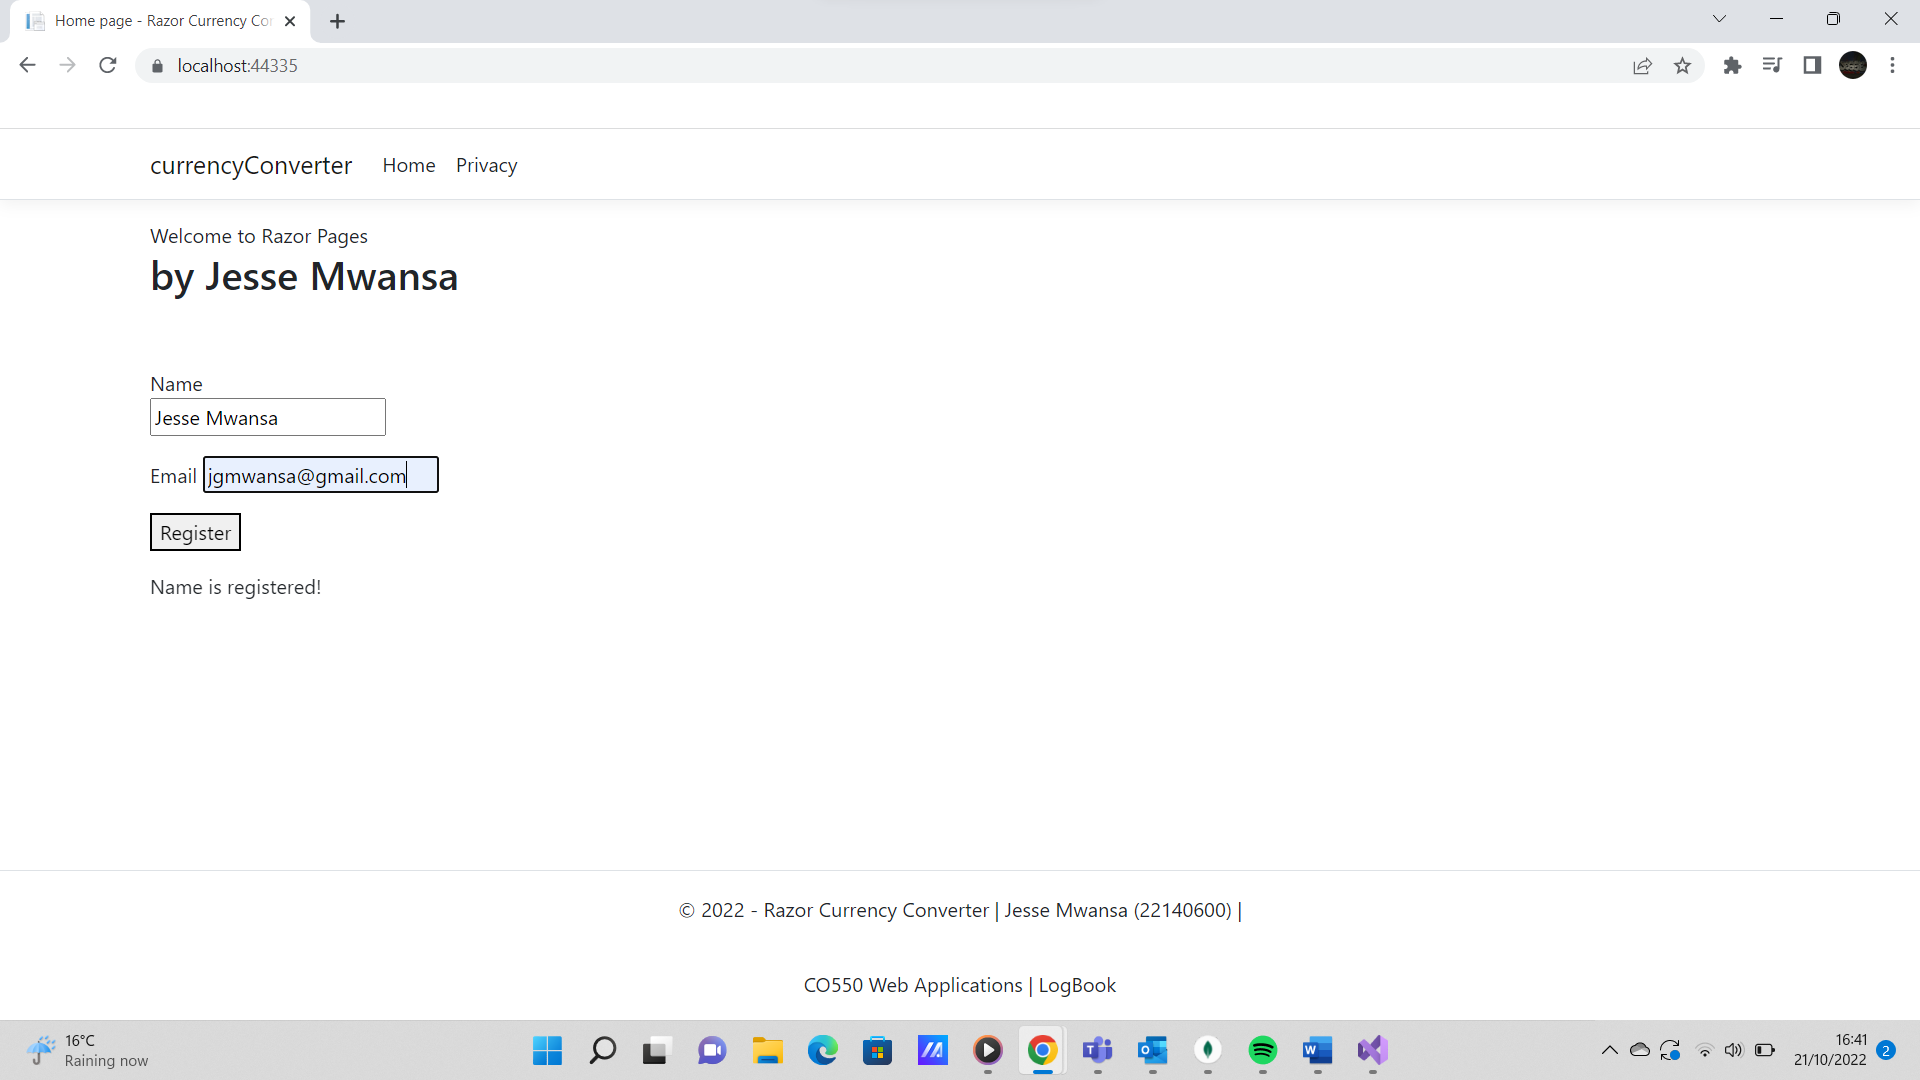 Home page - Razor Currency Co
localhost:44335
currencyConverter Home Privacy
Welcome to Razor Pages
by Jesse Mwansa
Name
Jesse Mwansa
Email jgmwansa@gmail.com
Register
Name is registered!
© 2022 - Razor Currency Converter | Jesse Mwansa (22140600) |
CO550 Web Applications | LogBook
16°C
Raining now
16:41
21/10/2022
2